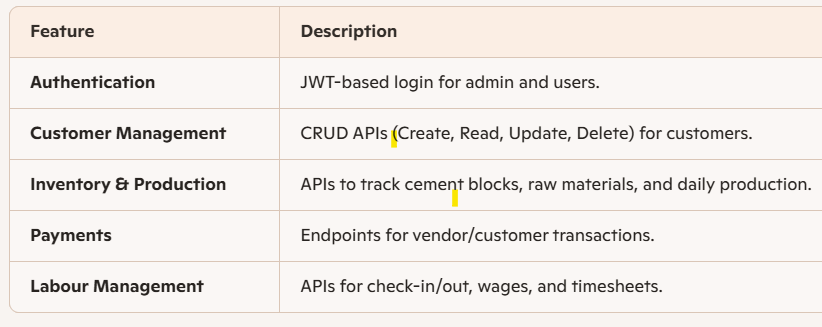 Feature Description
Authentication JWT-based login for admin and users.
Customer Management CRUD APIs (Create, Read, Update, Delete) for customers.
Inventory & Production APIs to track cement blocks, raw materials, and daily production.
Payments Endpoints for vendor/customer transactions.
Labour Management APIs for check-in/out, wages, and timesheets.